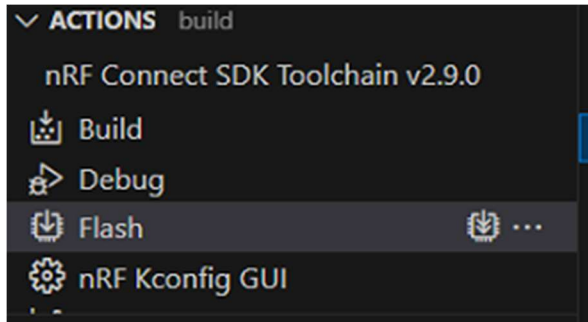 ACTIONS build
nRF Connect SDK Toolchain v2.9.0
Build
Debug
Flash
nRF Kconfig GUI